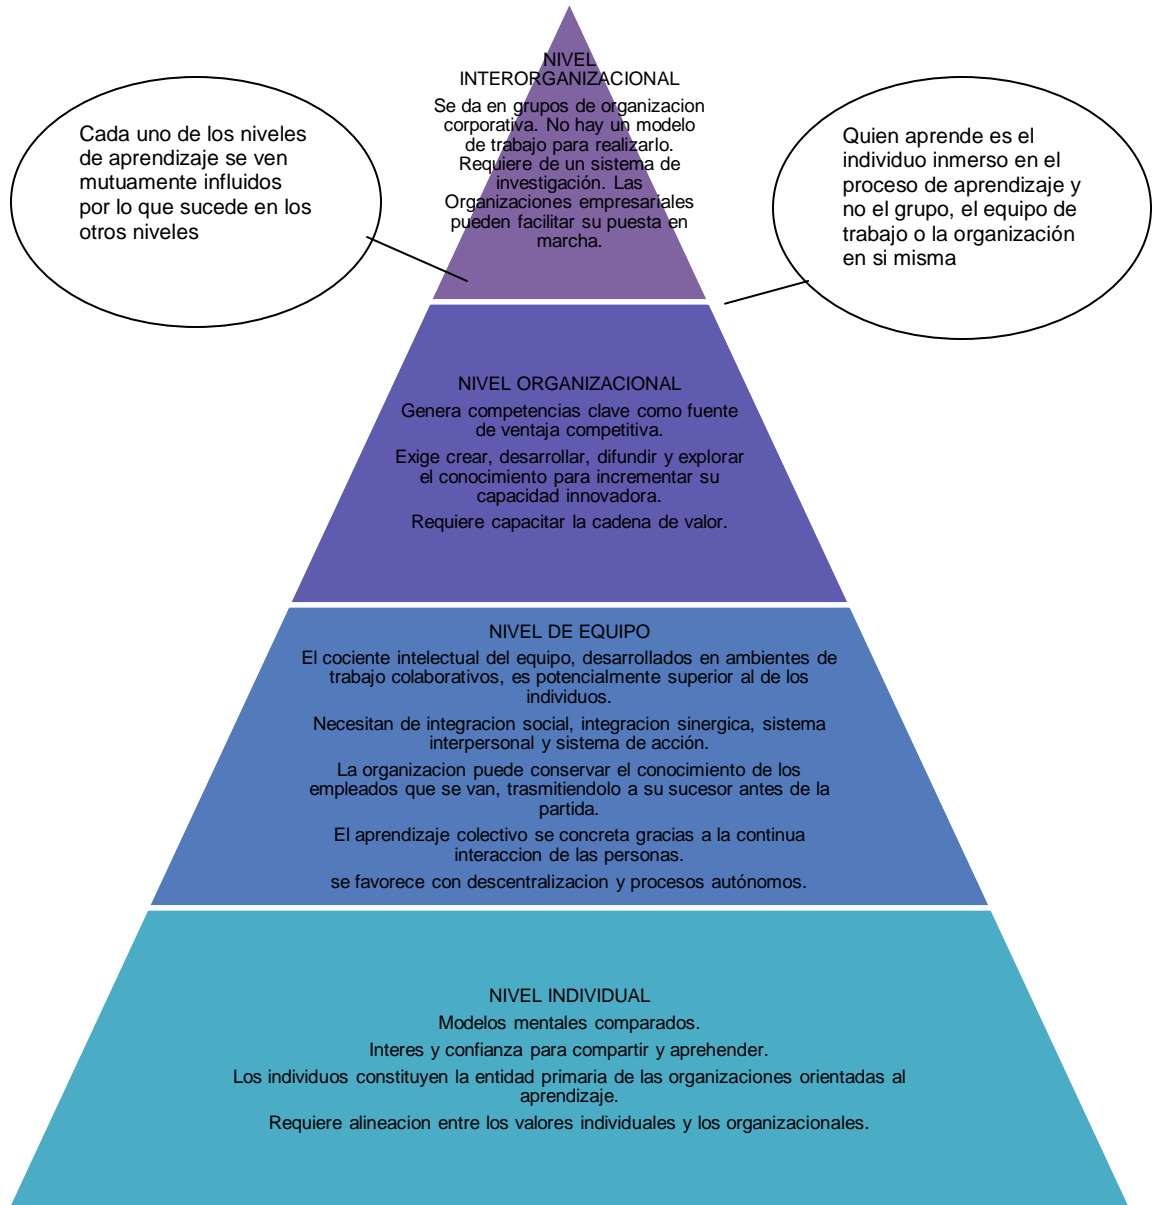 Cada uno de los niveles
de aprendizaje se ven
mutuamente influidos
por lo que sucede en los
otros niveles
NIVEL
INTERORGANIZACIONAL
Se da en grupos de organizacion
corporativa. No hay un modelo
de trabajo para realizarlo.
Requiere de un sistema de
investigación. Las
Organizaciones empresariales
pueden facilitar su puesta en
marcha.
Quien aprende es el
individuo inmerso en el
proceso de aprendizaje y
no el grupo, el equipo de
trabajo o la organización
en si misma
NIVEL ORGANIZACIONAL
Genera competencias clave como fuente
de ventaja competitiva.
Exige crear, desarrollar, difundir y explorar
el conocimiento para incrementar su
capacidad innovadora.
Requiere capacitar la cadena de valor.
NIVEL DE EQUIPO
El cociente intelectual del equipo, desarrollados en ambientes de
trabajo colaborativos, es potencialmente superior al de los
individuos.
Necesitan de integracion social, integracion sinergica, sistema
interpersonal y sistema de acción.
La organizacion puede conservar el conocimiento de los
empleados que se van, trasmitiendolo a su sucesor antes de la
partida.
El aprendizaje colectivo se concreta gracias a la continua
interaccion de las personas.
se favorece con descentralizacion y procesos autónomos.
NIVEL INDIVIDUAL
Modelos mentales comparados.
Interes y confianza para compartir y aprehender.
Los individuos constituyen la entidad primaria de las organizaciones orientadas al
aprendizaje.
Requiere alineacion entre los valores individuales y los organizacionales.